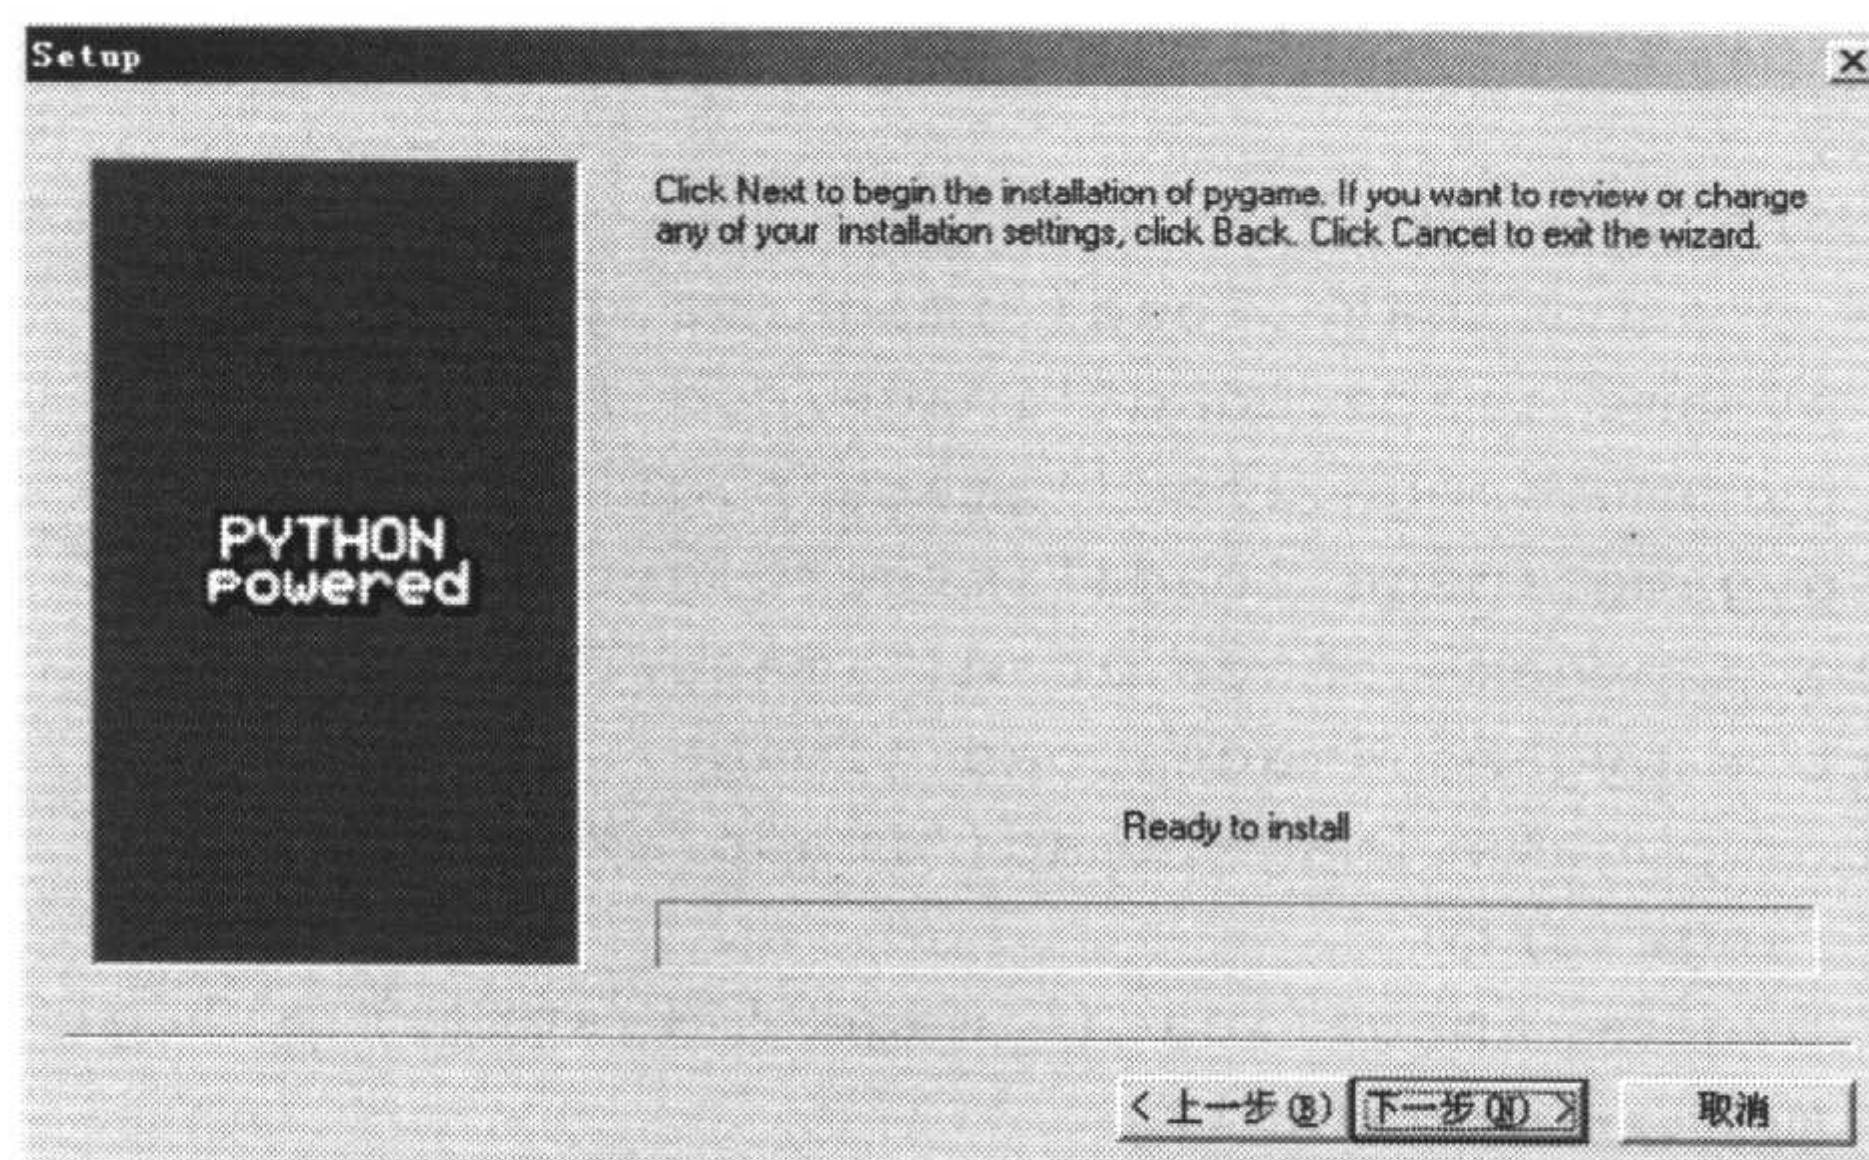 Setup
Click Next to begin the installation of pygame. If you want to review or change
any of your installation settings, click Back. Click Cancel to exit the wizard.
PYTHON
powered
Ready to install
< 上一步(B) 下一步(N) > 取消